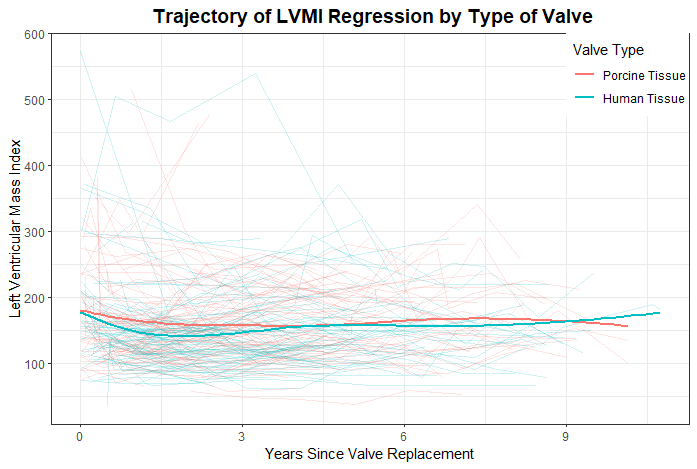 Trajectory of LVMI Regression by Type of Valve
600
500
400
300
200
100
Left Ventricular Mass Index
Valve Type
Porcine Tissue
Human Tissue
0 3 6 9
Years Since Valve Replacement